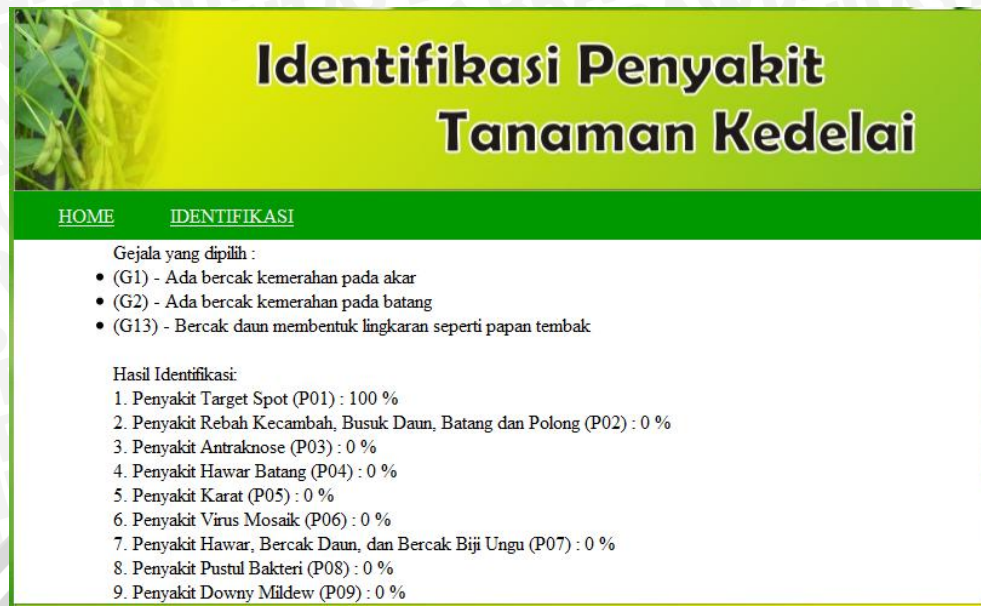 Identifikasi Penyakit
Tanaman Kedelai
HOME IDENTIFIKASI
Gejala yang dipilih :
• (G1) - Ada bercak kemerahan pada akar
• (G2) - Ada bercak kemerahan pada batang
• (G13) - Bercak daun membentuk lingkaran seperti papan tembak
Hasil Identifikasi:
1. Penyakit Target Spot (P01) : 100 %
2. Penyakit Rebah Kecambah, Busuk Daun, Batang dan Polong (P02) : 0 %
3. Penyakit Antraknose (P03) : 0 %
4. Penyakit Hawar Batang (P04) : 0 %
5. Penyakit Karat (P05) : 0 %
6. Penyakit Virus Mosaik (P06) : 0 %
7. Penyakit Hawar, Bercak Daun, dan Bercak Biji Ungu (P07) : 0 %
8. Penyakit Pustul Bakteri (P08) : 0 %
9. Penyakit Downy Mildew (P09) : 0 %